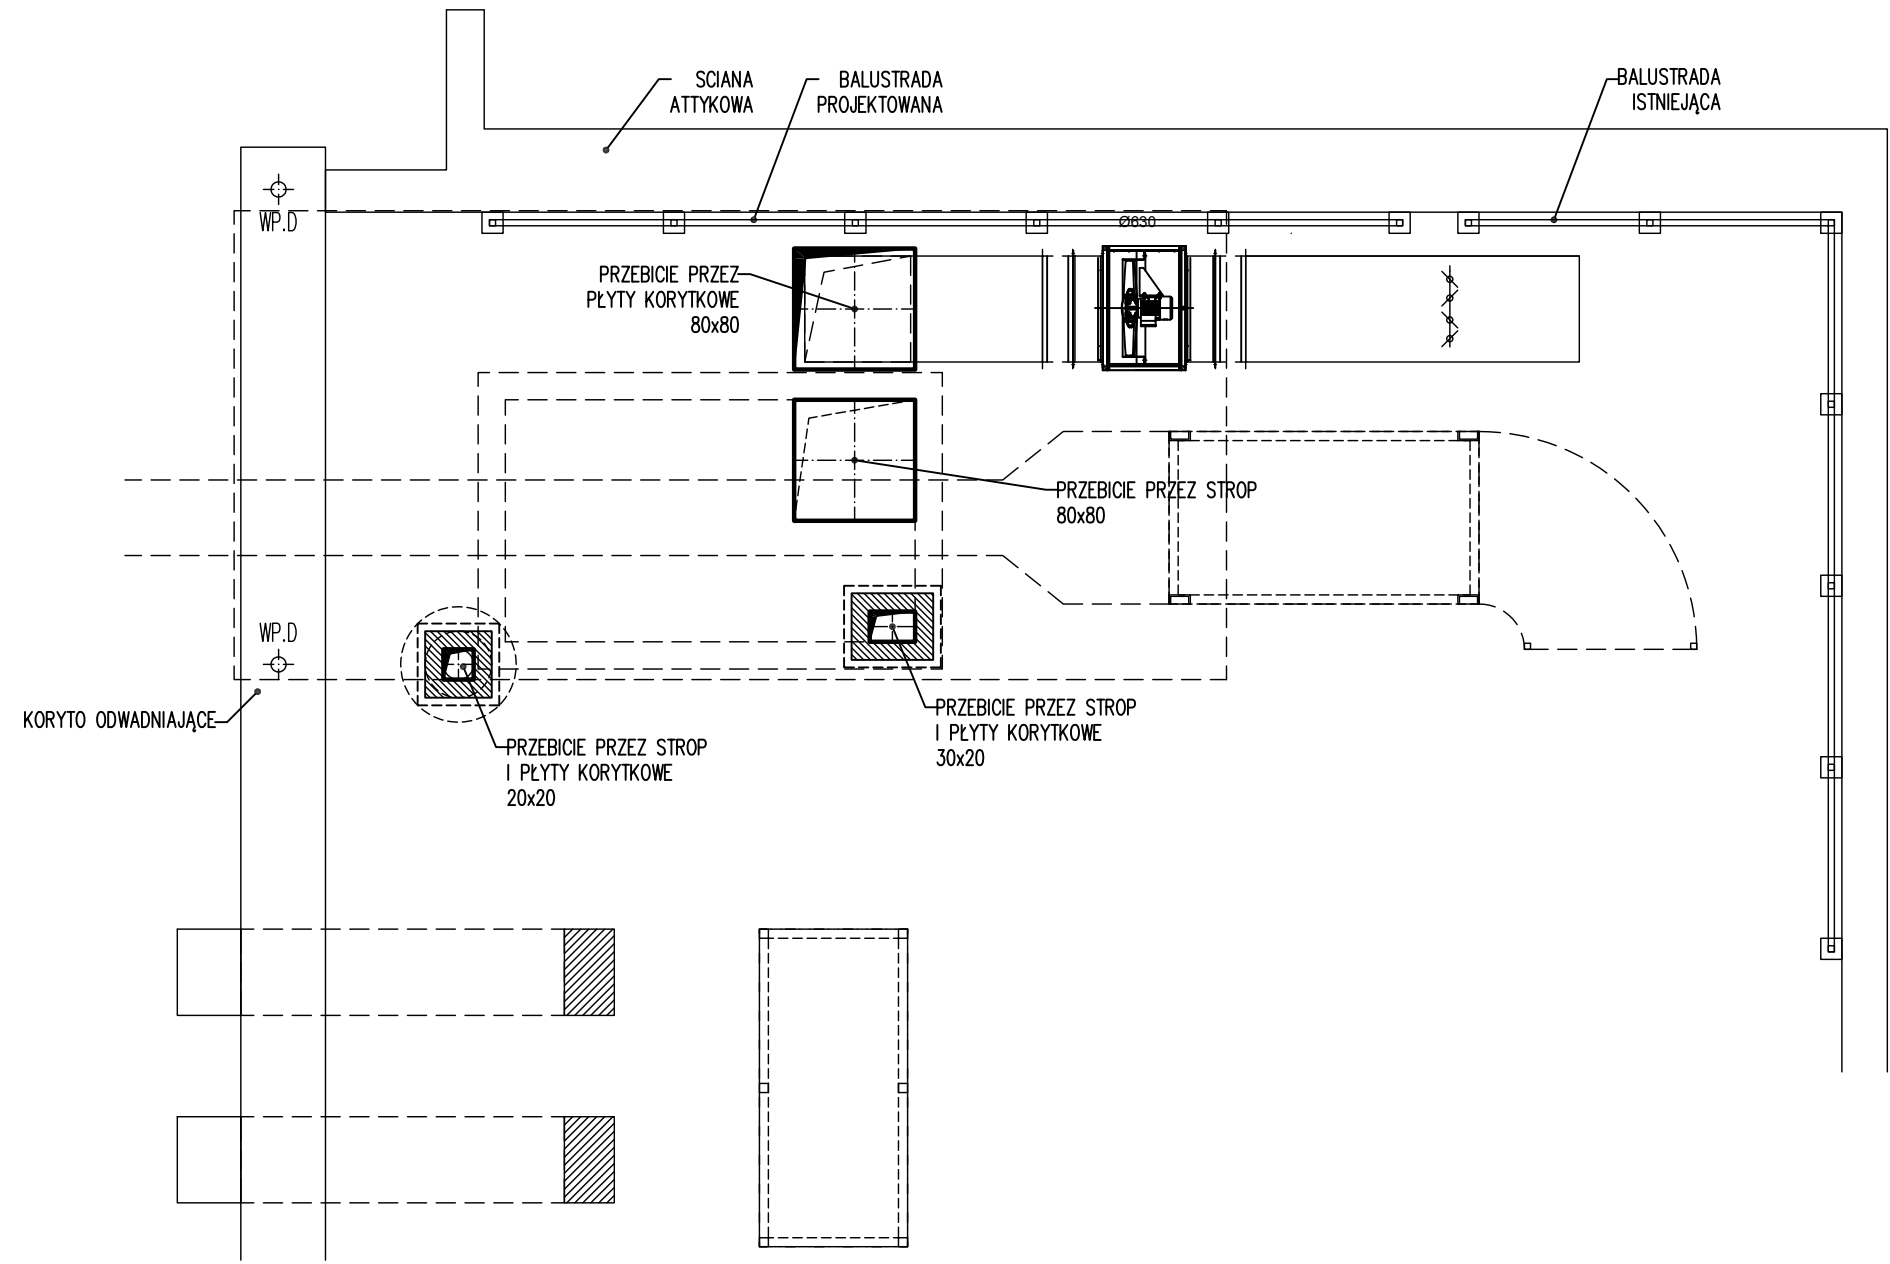 SCIANA
ATTYKOWA
BALUSTRADA
PROJEKTOWANA
BALUSTRADA
ISTNIEJĄCA
WP.D
Ø630
PRZEBICIE PRZEZ
PŁYTY KORYTKOWE
80x80
PRZEBICIE PRZEZ STROP
80x80
WP.D
KORYTO ODWADNIAJĄCE
PRZEBICIE PRZEZ STROP
I PŁYTY KORYTKOWE
30x20
PRZEBICIE PRZEZ STROP
I PŁYTY KORYTKOWE
20x20